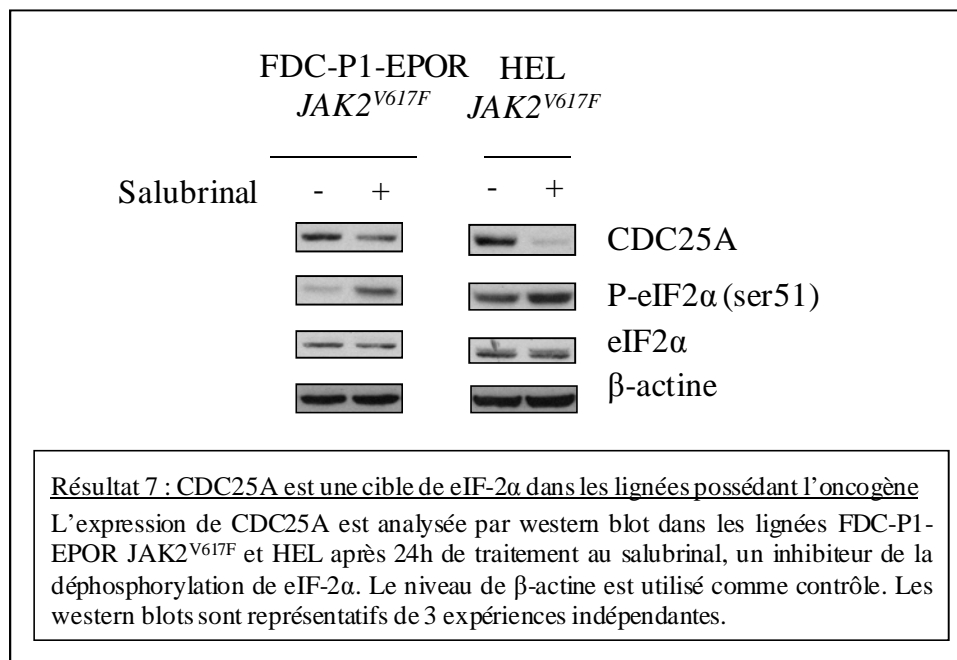 FDC-P1-EPOR HEL
JAK2V617F JAK2V617F
Salubrinal - + - +
CDC25A
P-eIF2α (ser51)
eIF2α
β-actine
Résultat 7 : CDC25A est une cible de eIF-2α dans les lignées possédant l’oncogène
L’expression de CDC25A est analysée par western blot dans les lignées FDC-P1-
EPOR JAK2V617F et HEL après 24h de traitement au salubrinal, un inhibiteur de la
déphosphorylation de eIF-2α. Le niveau de β-actine est utilisé comme contrôle. Les
western blots sont représentatifs de 3 expériences indépendantes.